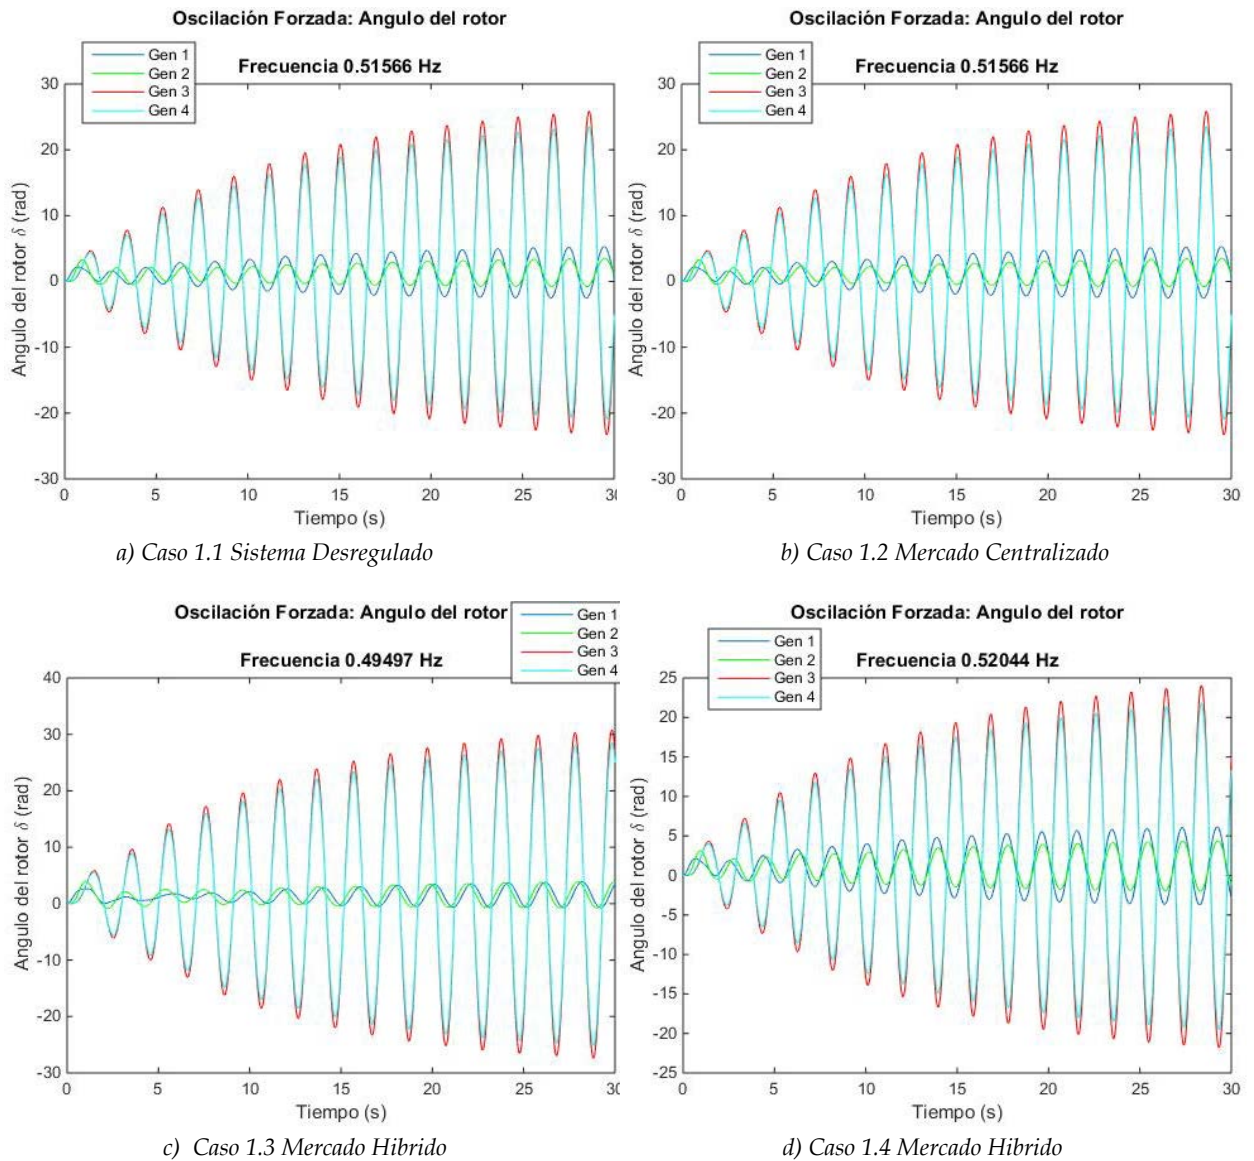 Oscilación Forzada: Angulo del rotor
Frecuencia 0.51566 Hz
Gen 1
Gen 2
Gen 3
Gen 4
30
20
10
0
-10
-20
-30
Angulo del rotor δ (rad)
0 5 10 15 20 25 30
Tiempo (s)
a) Caso 1.1 Sistema Desregulado
Oscilación Forzada: Angulo del rotor
Frecuencia 0.51566 Hz
Gen 1
Gen 2
Gen 3
Gen 4
30
20
10
0
-10
-20
-30
Angulo del rotor δ (rad)
0 5 10 15 20 25 30
Tiempo (s)
b) Caso 1.2 Mercado Centralizado
Oscilación Forzada: Angulo del rotor
Frecuencia 0.49497 Hz
Gen 1
Gen 2
Gen 3
Gen 4
40
30
20
10
0
-10
-20
-30
Angulo del rotor δ (rad)
0 5 10 15 20 25 30
Tiempo (s)
c) Caso 1.3 Mercado Hibrido
Oscilación Forzada: Angulo del rotor
Frecuencia 0.52044 Hz
Gen 1
Gen 2
Gen 3
Gen 4
25
20
15
10
5
0
-5
-10
-15
-20
-25
Angulo del rotor δ (rad)
0 5 10 15 20 25 30
Tiempo (s)
d) Caso 1.4 Mercado Hibrido